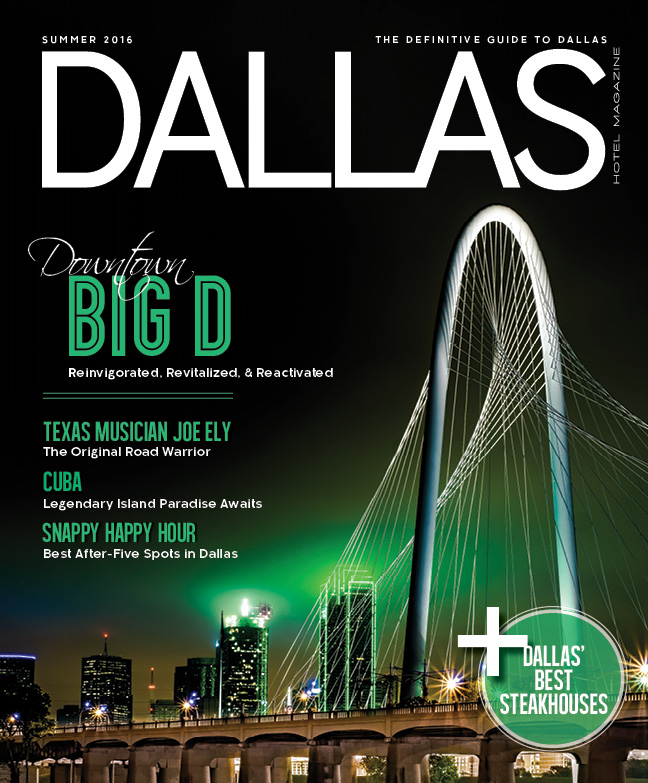 SUMMER 2016
THE DEFINITIVE GUIDE TO DALLAS
DALLAS
HOTEL MAGAZINE
Downtown
BIG D
Reinvigorated, Revitalized, & Reactivated
TEXAS MUSICIAN JOE ELY
The Original Road Warrior
CUBA
Legendary Island Paradise Awaits
SNAPPY HAPPY HOUR
Best After-Five Spots in Dallas
+
DALLAS'
BEST
STEAKHOUSES